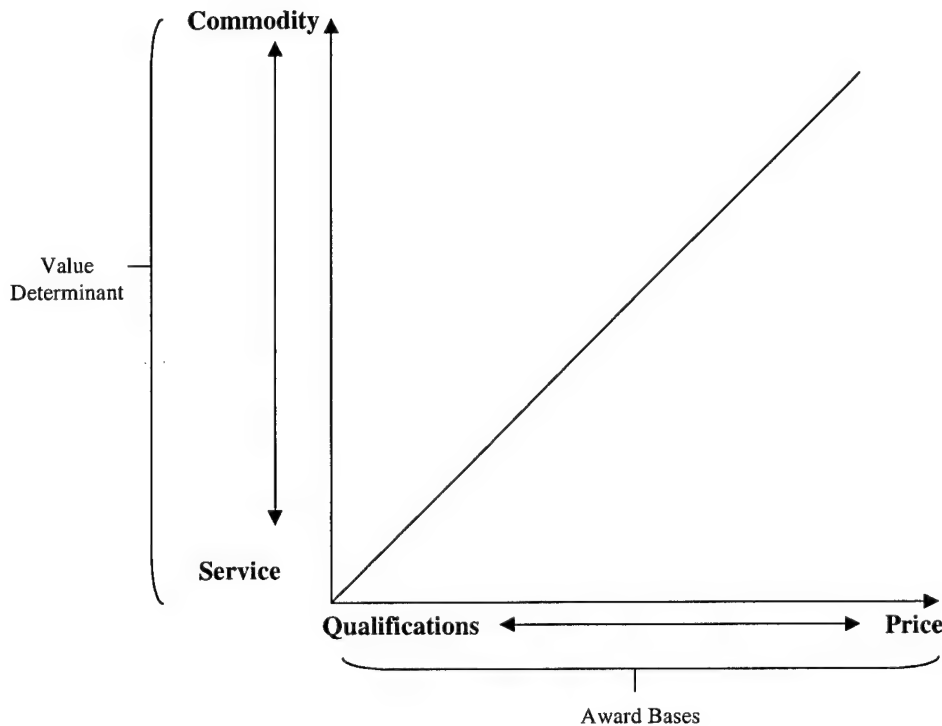 Commodity
Value
Determinant
Service
Qualifications
Price
Award Bases